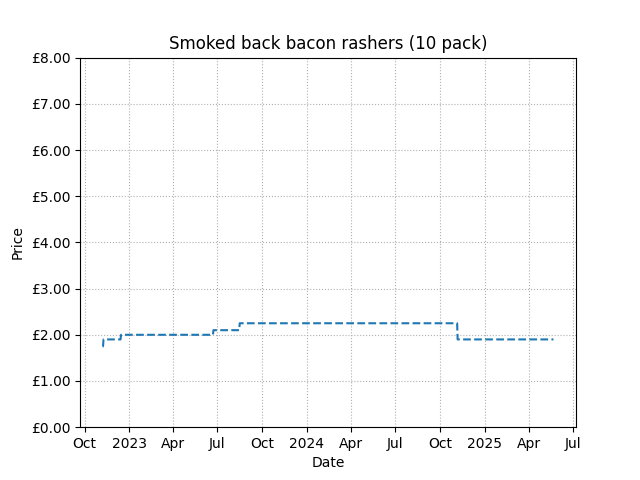 Smoked back bacon rashers (10 pack)
£8.00
£7.00
£6.00
£5.00
£4.00
£3.00
£2.00
£1.00
£0.00
Price
Oct 2023 Apr Jul Oct 2024 Apr Jul Oct 2025 Apr Jul
Date